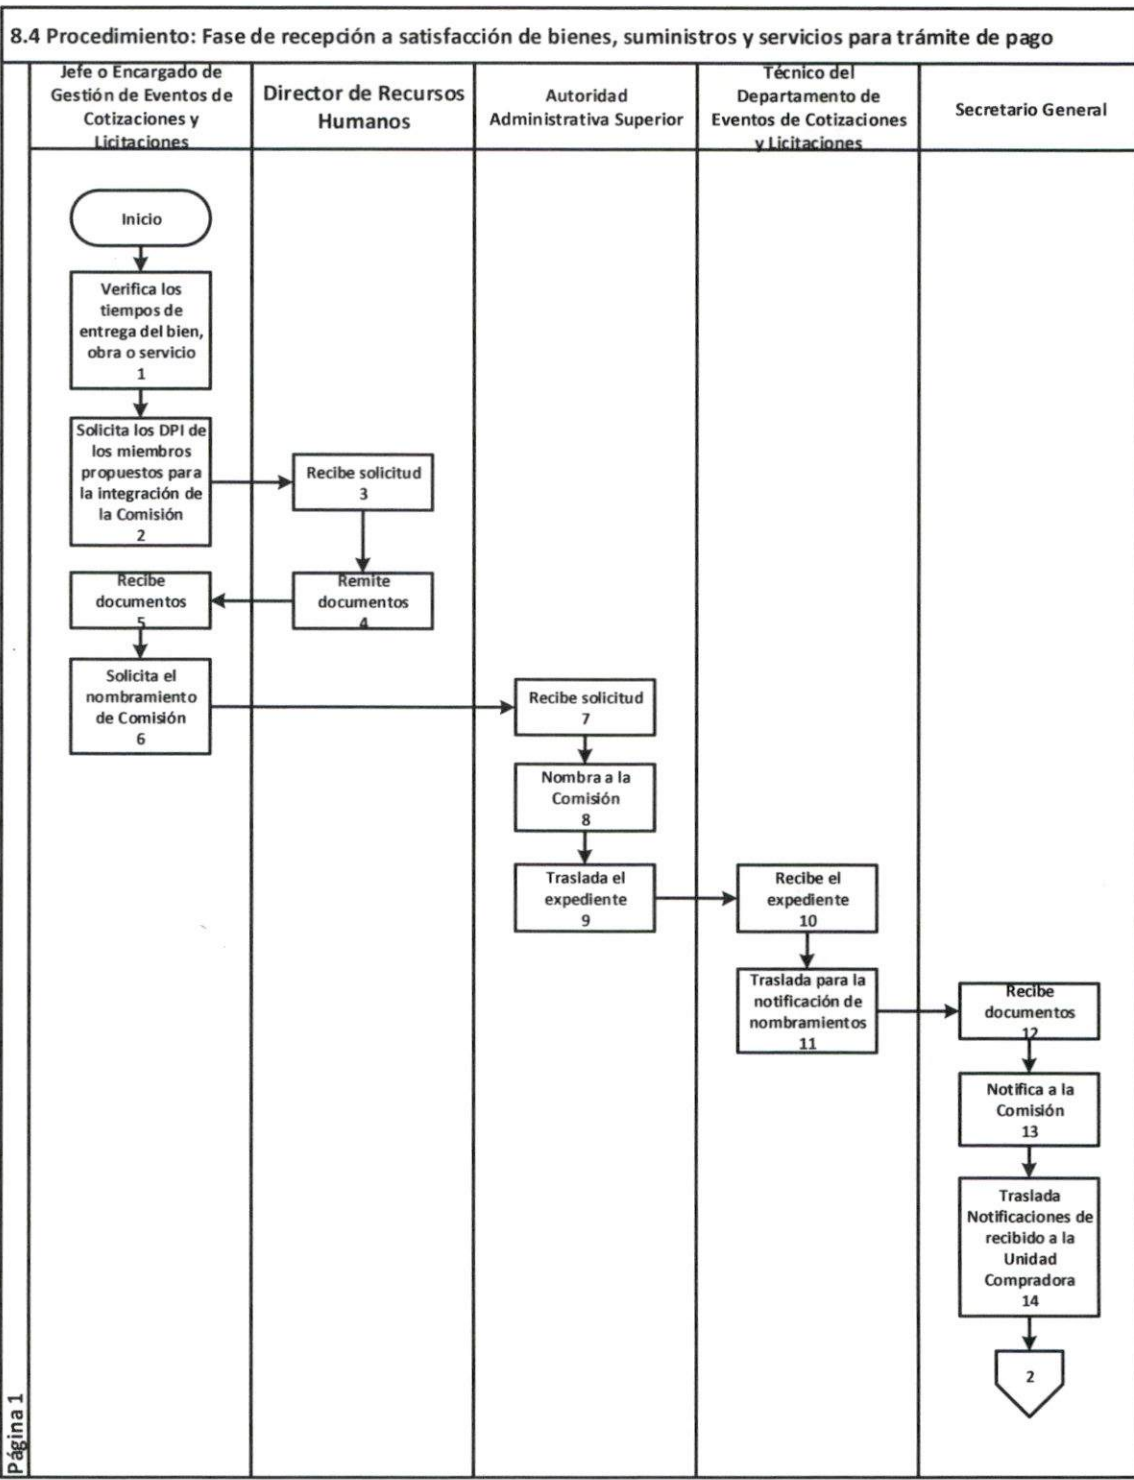 8.4 Procedimiento: Fase de recepción a satisfacción de bienes, suministros y servicios para trámite de pago
Jefe o Encargado de
Gestión de Eventos de
Cotizaciones y
Licitaciones
Director de Recursos
Humanos
Autoridad
Administrativa Superior
Técnico del
Departamento de
Eventos de Cotizaciones
y Licitaciones
Secretario General
Inicio
Verifica los
tiempos de
entrega del bien,
obra o servicio
1
Solicita los DPI de
los miembros
propuestos para
la integración de
la Comisión
2
Recibe solicitud
3
Remite
documentos
4
Recibe
documentos
5
Solicita el
nombramiento
de Comisión
6
Recibe solicitud
7
Nombra a la
Comisión
8
Traslada el
expediente
9
Recibe el
expediente
10
Traslada para la
notificación de
nombramientos
11
Recibe
documentos
12
Notifica a la
Comisión
13
Traslada
Notificaciones de
recibido a la
Unidad
Compradora
14
2
Página 1